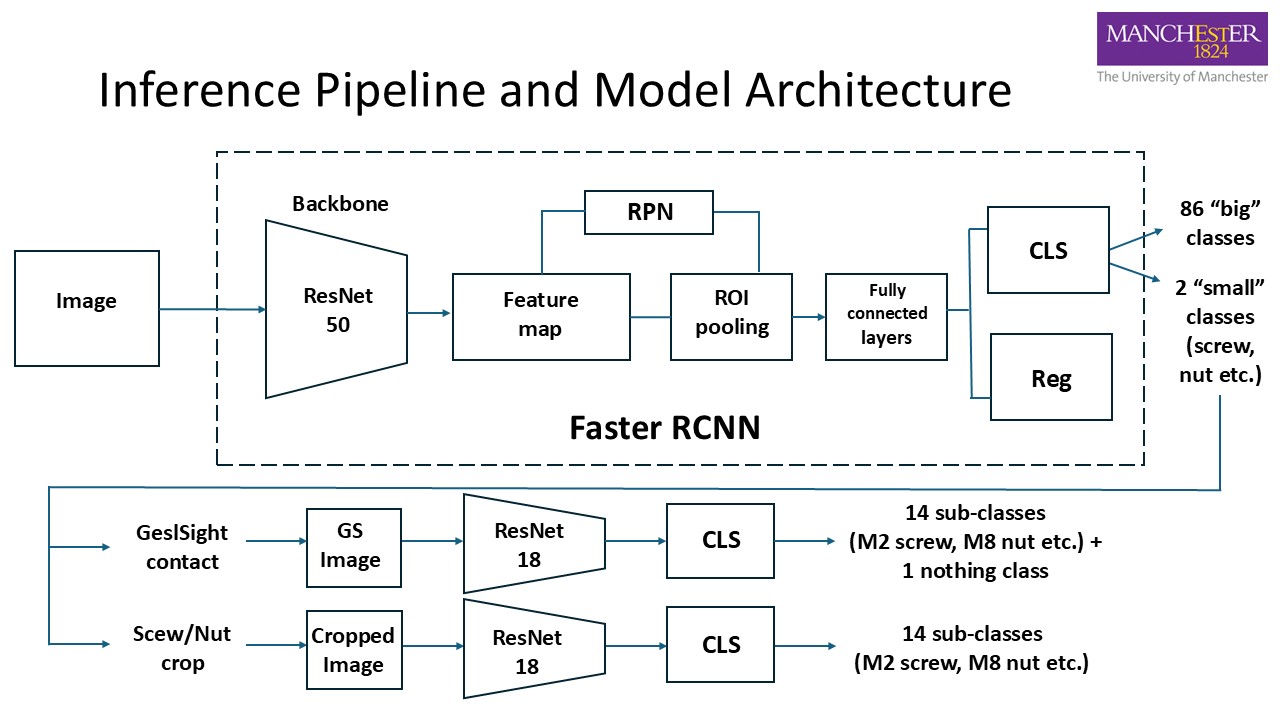 MANCHESTER
1824
The University of Manchester
Inference Pipeline and Model Architecture
Backbone
RPN
86 “big”
classes
CLS
Image
ResNet
50
Feature
map
ROI
pooling
Fully
connected
layers
2 “small”
classes
(screw,
nut etc.)
Reg
Faster RCNN
GeslSight
contact
GS
Image
ResNet
18
CLS
14 sub-classes
(M2 screw, M8 nut etc.) +
1 nothing class
Scew/Nut
crop
Cropped
Image
ResNet
18
CLS
14 sub-classes
(M2 screw, M8 nut etc.)